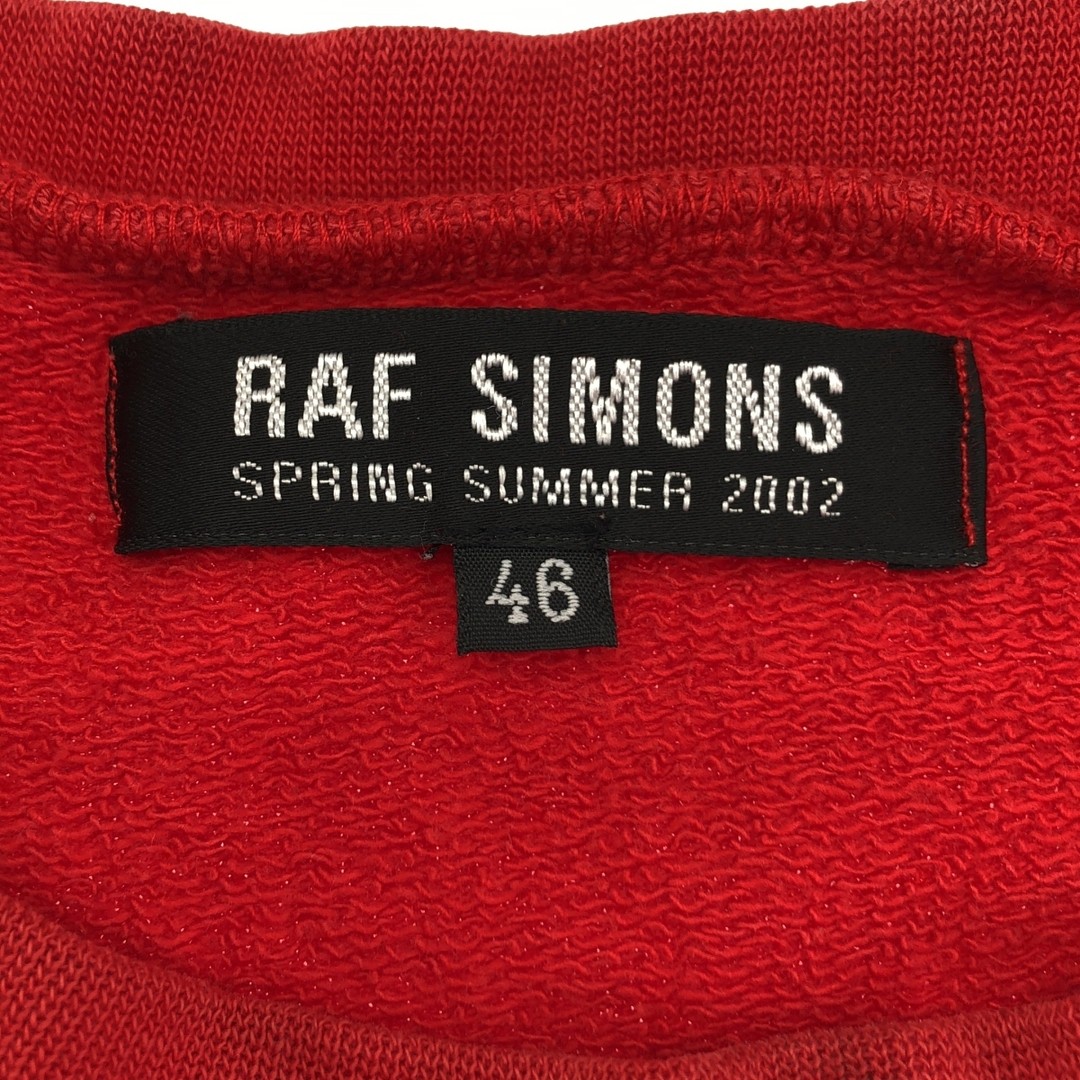 RAF SIMONS
SPRING SUMMER 2002
46